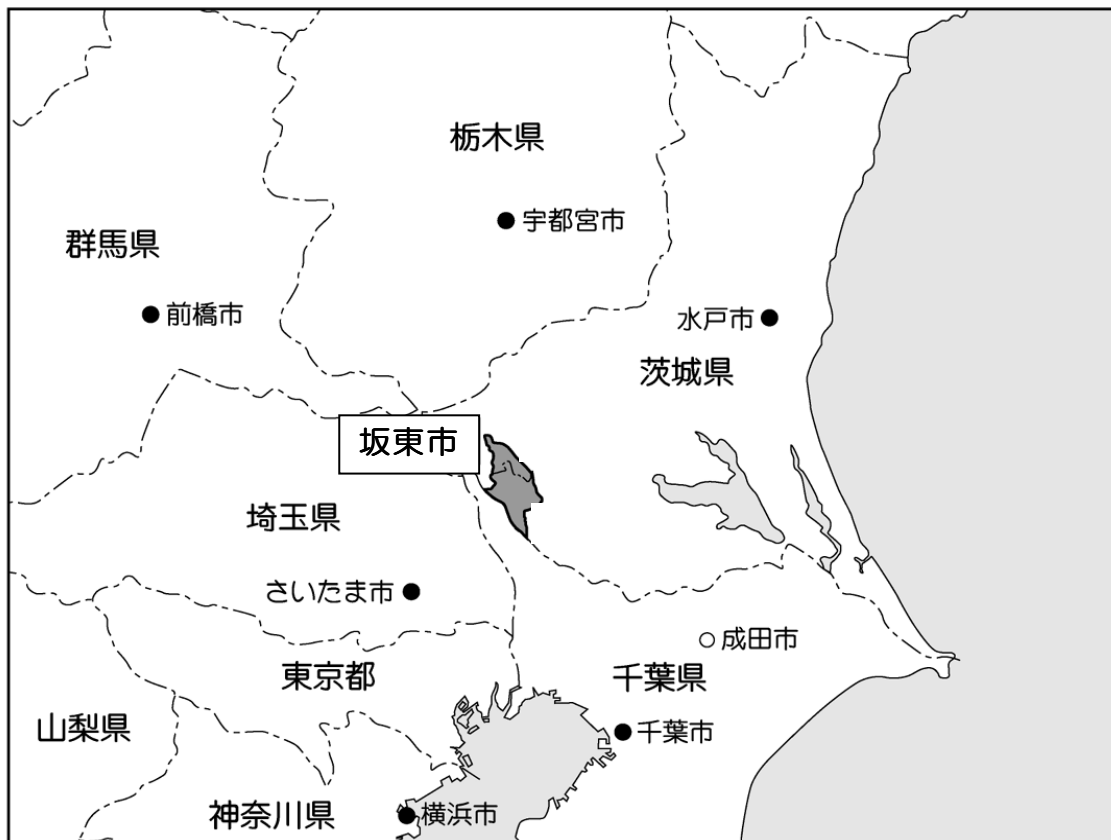 栃木県
宇都宮市
群馬県
前橋市
水戸市
茨城県
坂東市
埼玉県
さいたま市
成田市
東京都
千葉県
山梨県
千葉市
神奈川県
横浜市